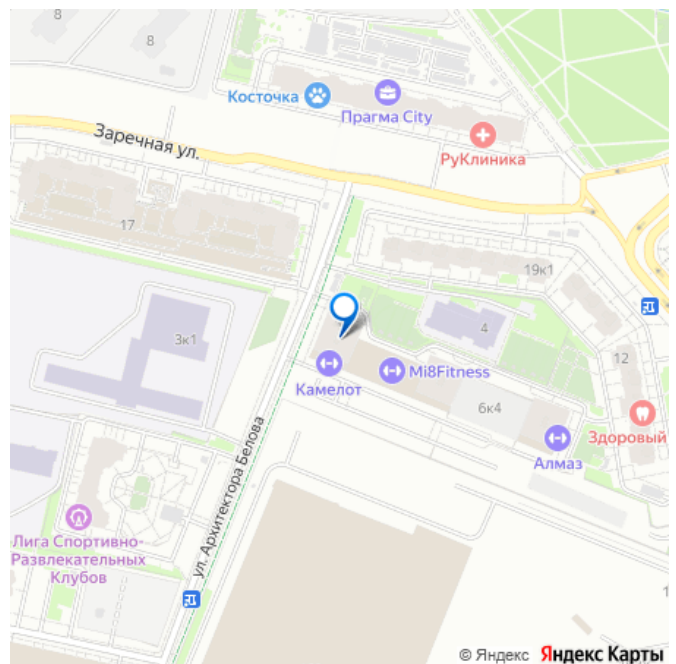 8
8
Косточка
Прагма City
РуКлиника
Заречная ул.
17
19к1
3к1
4
12
Mi8Fitness
Камелот
6к4
Здоровый
Алмаз
ул. Архитектора Белова
Лига Спортивно-
Развлекательных
Клубов
1
© Яндекс Яндекс Карты